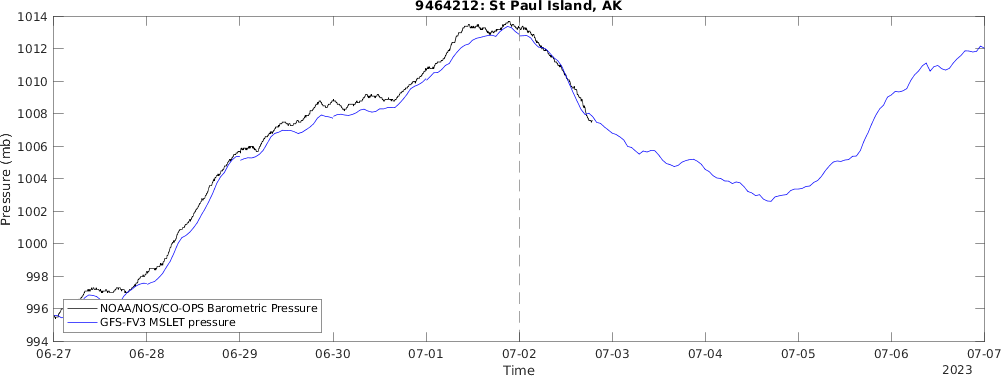 9464212: St Paul Island, AK
Pressure (mb)
1014
1012
1010
1008
1006
1004
1002
1000
998
996
994
NOAA/NOS/CO-OPS Barometric Pressure
GFS-FV3 MSLET pressure
06-27 06-28 06-29 06-30 07-01 07-02 07-03 07-04 07-05 07-06 07-07
Time
2023